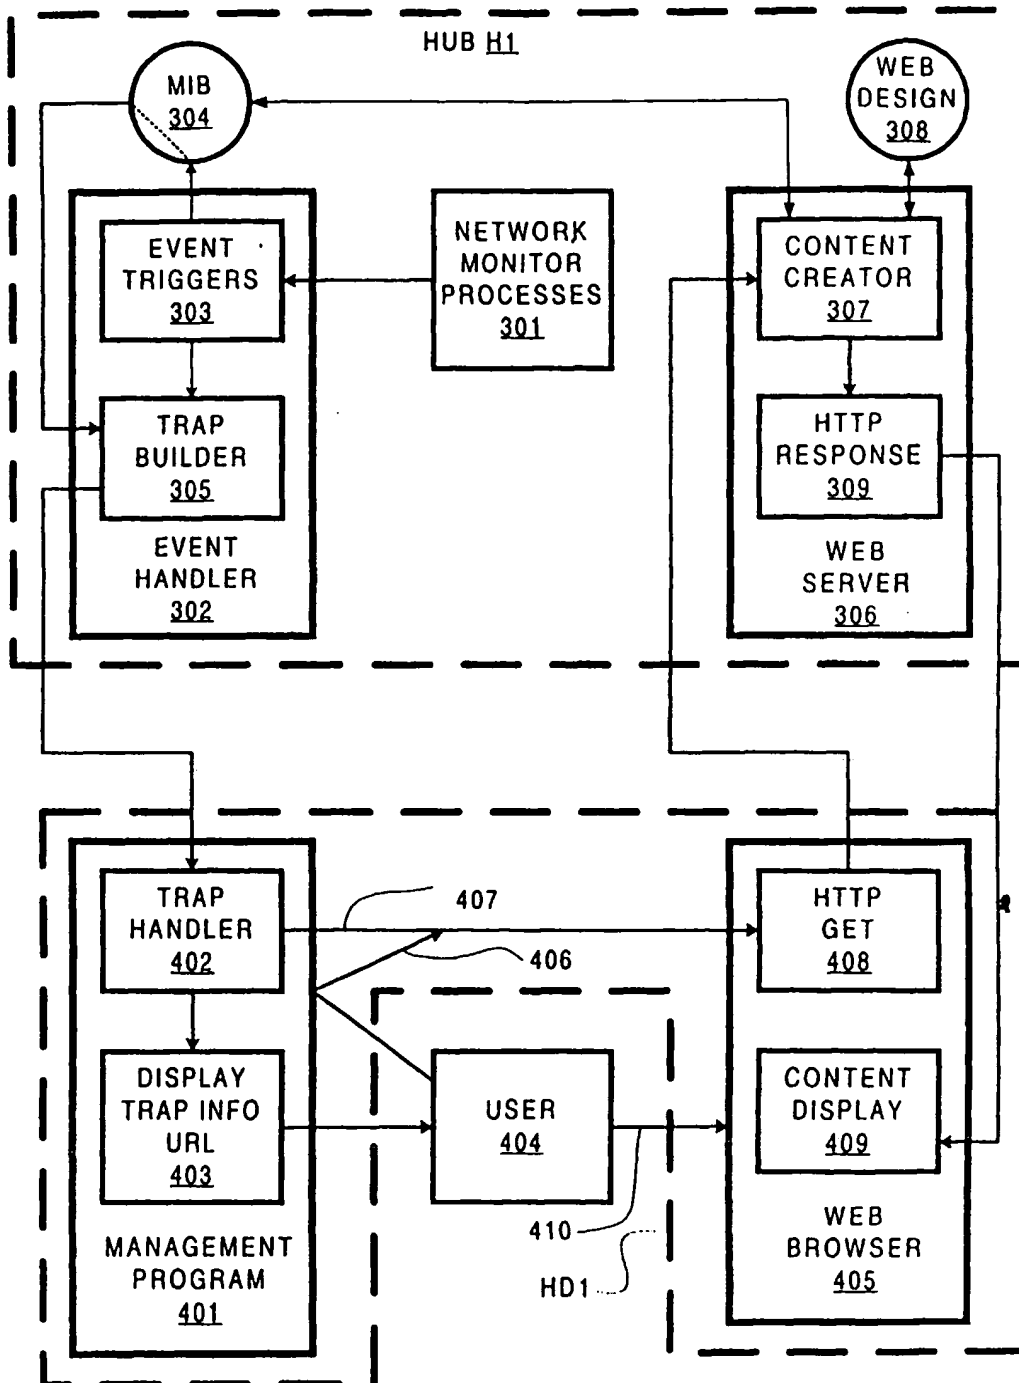 HUB H1
MIB
304
WEB
DESIGN
308
EVENT
TRIGGERS
303
NETWORK
MONITOR
PROCESSES
301
CONTENT
CREATOR
307
TRAP
BUILDER
305
HTTP
RESPONSE
309
EVENT
HANDLER
302
WEB
SERVER
306
TRAP
HANDLER
402
407
406
HTTP
GET
408
DISPLAY
TRAP INFO
URL
403
USER
404
CONTENT
DISPLAY
409
410
HD1
MANAGEMENT
PROGRAM
401
WEB
BROWSER
405